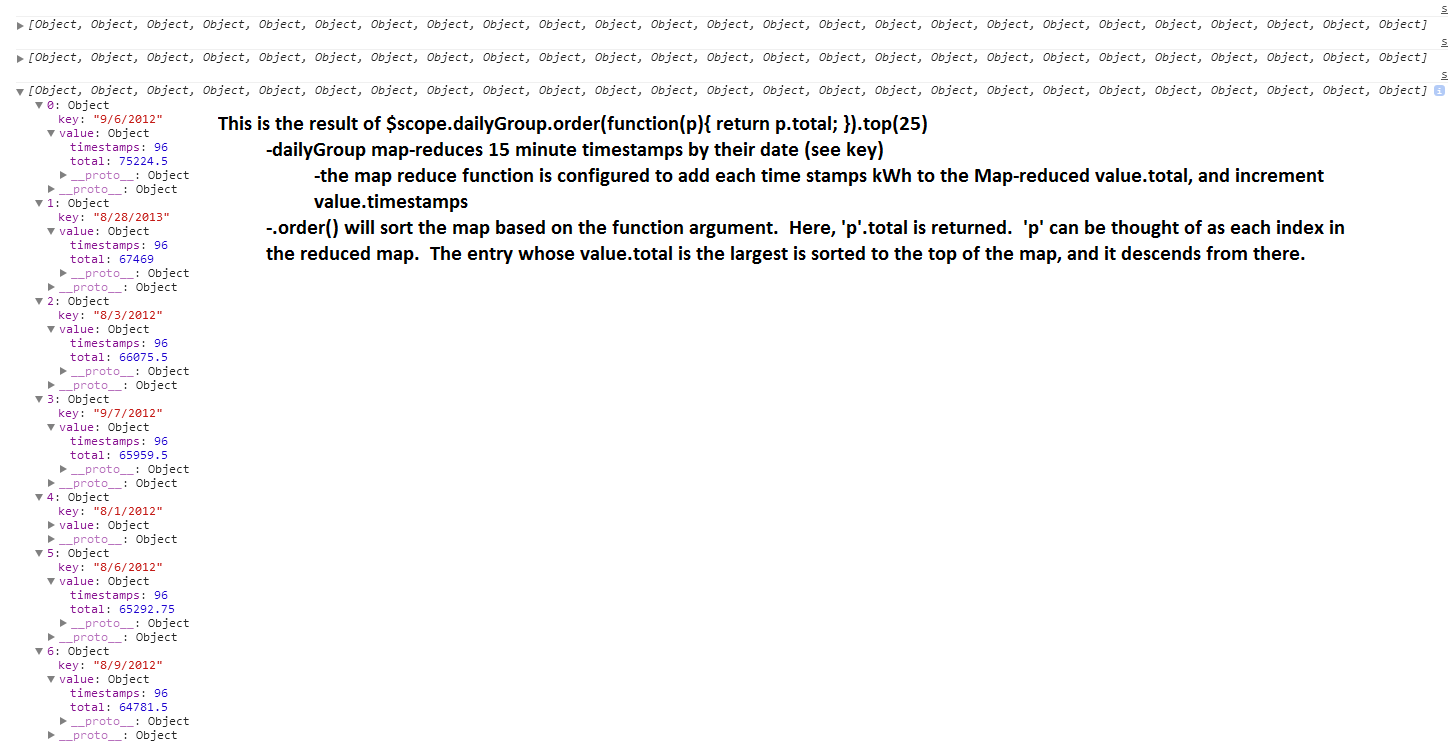 s
[Object, Object, Object, Object, Object, Object, Object, Object, Object, Object, Object, Object, Object, Object, Object, Object, Object, Object, Object, Object, Object, Object, Object, Object, Object]
s
[Object, Object, Object, Object, Object, Object, Object, Object, Object, Object, Object, Object, Object, Object, Object, Object, Object, Object, Object, Object, Object, Object, Object, Object, Object]
s
[Object, Object, Object, Object, Object, Object, Object, Object, Object, Object, Object, Object, Object, Object, Object, Object, Object, Object, Object, Object, Object, Object, Object, Object, Object] i
0: Object
key: "9/6/2012"
value: Object
timestamps: 96
total: 75224.5
__proto__: Object
__proto__: Object
1: Object
key: "8/28/2013"
value: Object
timestamps: 96
total: 67469
__proto__: Object
__proto__: Object
2: Object
key: "8/3/2012"
value: Object
timestamps: 96
total: 66075.5
__proto__: Object
__proto__: Object
3: Object
key: "9/7/2012"
value: Object
timestamps: 96
total: 65959.5
__proto__: Object
__proto__: Object
4: Object
key: "8/1/2012"
value: Object
__proto__: Object
5: Object
key: "8/6/2012"
value: Object
timestamps: 96
total: 65292.75
__proto__: Object
__proto__: Object
6: Object
key: "8/9/2012"
value: Object
timestamps: 96
total: 64781.5
__proto__: Object
__proto__: Object
This is the result of $scope.dailyGroup.order(function(p){ return p.total; }).top(25)
-dailyGroup map-reduces 15 minute timestamps by their date (see key)
-the map reduce function is configured to add each time stamps kWh to the Map-reduced value.total, and increment
value.timestamps
-.order() will sort the map based on the function argument.  Here, 'p'.total is returned.  'p' can be thought of as each index in
the reduced map.  The entry whose value.total is the largest is sorted to the top of the map, and it descends from there.